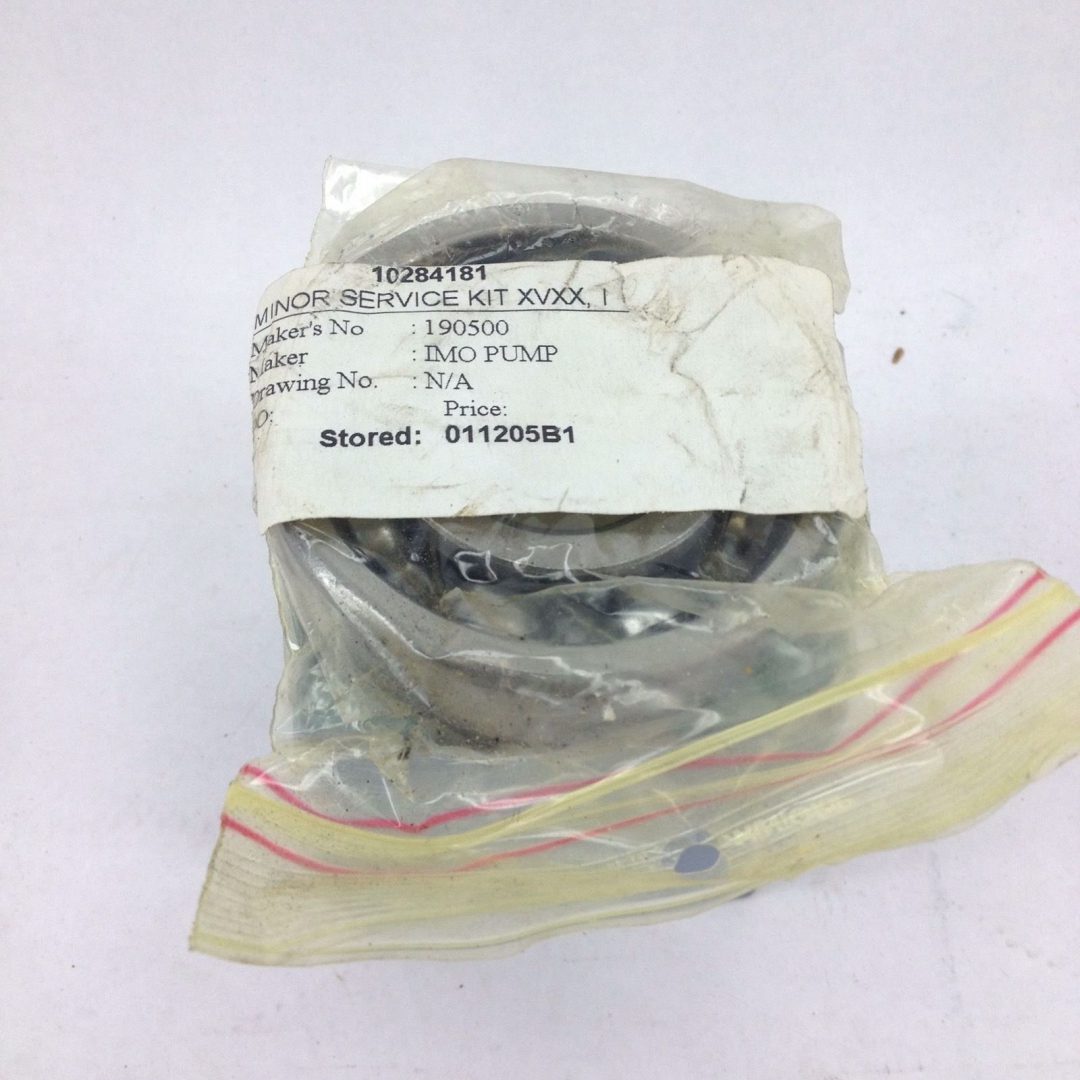 10284181
MINOR SERVICE KIT XVXX, I
Maker's No : 190500
Maker : IMO PUMP
Drawing No. : N/A
Price:
Stored: 011205B1